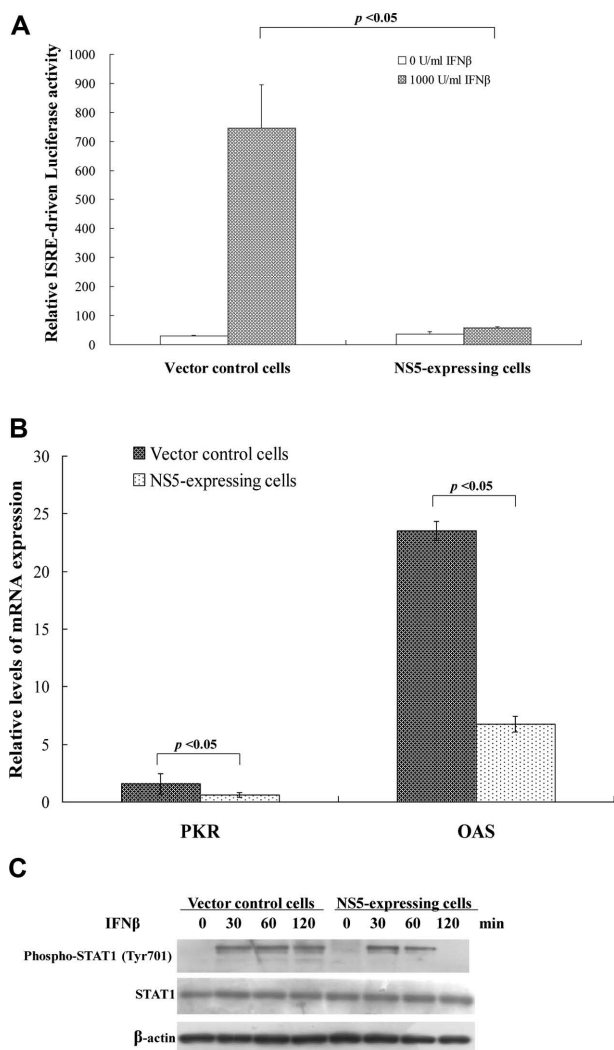 A
p <0.05
0 U/ml IFNβ
1000 U/ml IFNβ
Relative ISRE-driven Luciferase activity
1000
900
800
700
600
500
400
300
200
100
0
Vector control cells
NS5-expressing cells
B
Vector control cells
NS5-expressing cells
Relative levels of mRNA expression
30
25
20
15
10
5
0
p <0.05
p <0.05
PKR
OAS
C
Vector control cells NS5-expressing cells
IFNβ 0 30 60 120 0 30 60 120 min
Phospho-STAT1 (Tyr701)
STAT1
β-actin